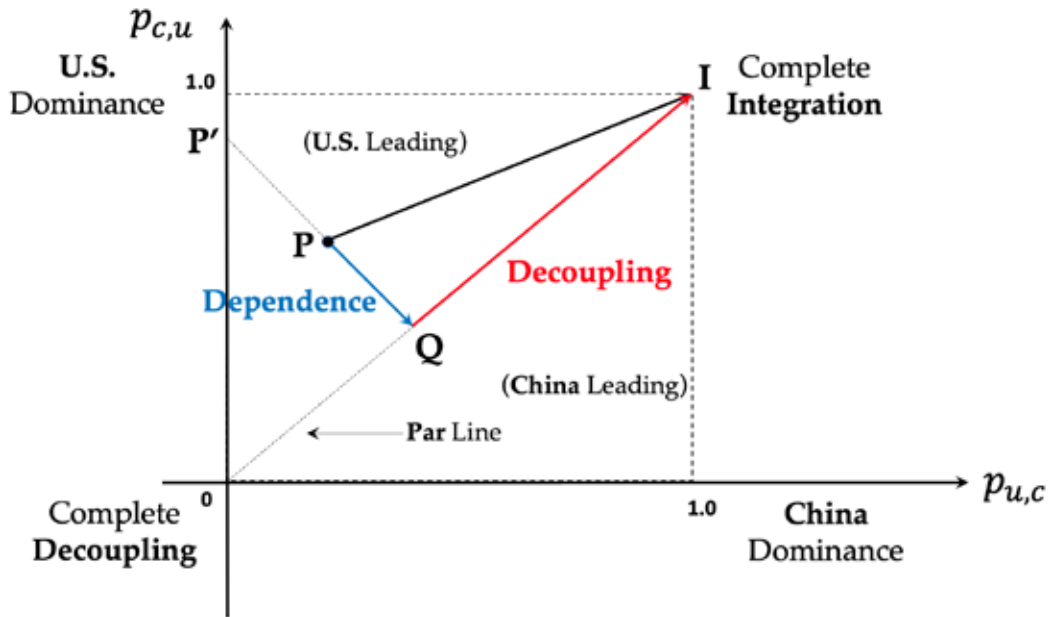 p_{c,u}
U.S.
Dominance
1.0
I
Complete
Integration
P′
(U.S. Leading)
P
Decoupling
Dependence
Q
(China Leading)
Par Line
0
p_{u,c}
1.0
Complete
Decoupling
China
Dominance